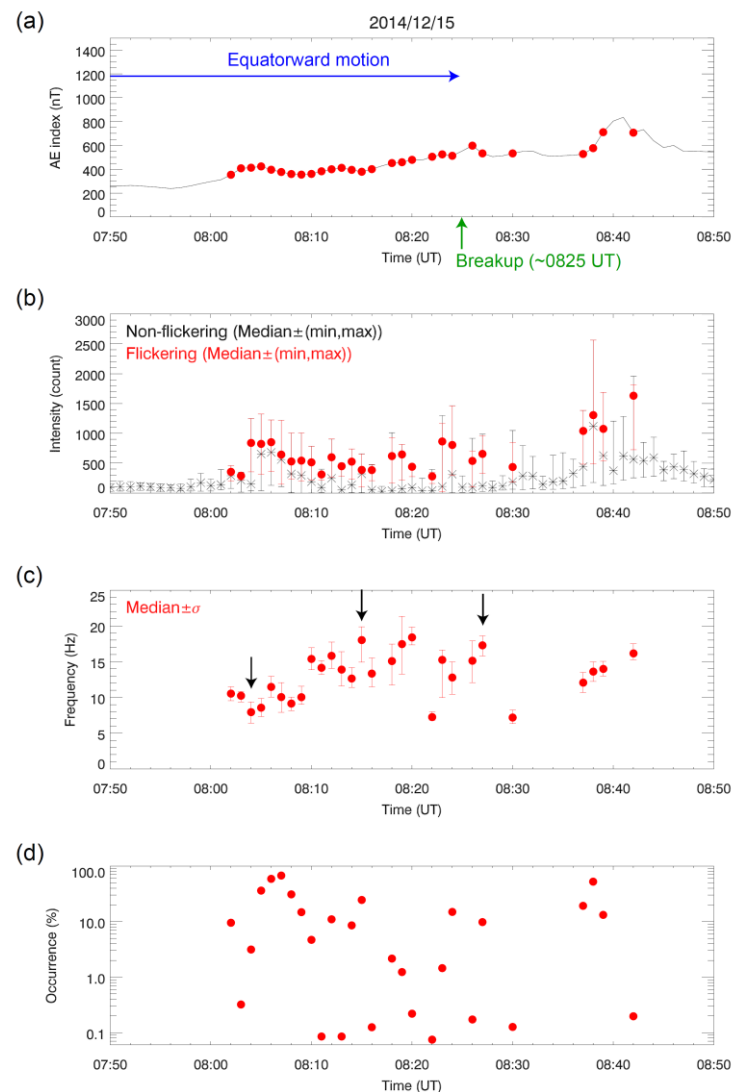 (a)
2014/12/15
Equatorward motion
AE index (nT)
1400
1200
1000
800
600
400
200
0
07:50 08:00 08:10 08:20 08:30 08:40 08:50
Time (UT)
Breakup (~0825 UT)
(b)
Non-flickering (Median±(min,max))
Flickering (Median±(min,max))
Intensity (count)
3000
2500
2000
1500
1000
500
0
07:50 08:00 08:10 08:20 08:30 08:40 08:50
Time (UT)
(c)
Median±σ
Frequency (Hz)
25
20
15
10
5
0
07:50 08:00 08:10 08:20 08:30 08:40 08:50
Time (UT)
(d)
Occurrence (%)
100.0
10.0
1.0
0.1
07:50 08:00 08:10 08:20 08:30 08:40 08:50
Time (UT)